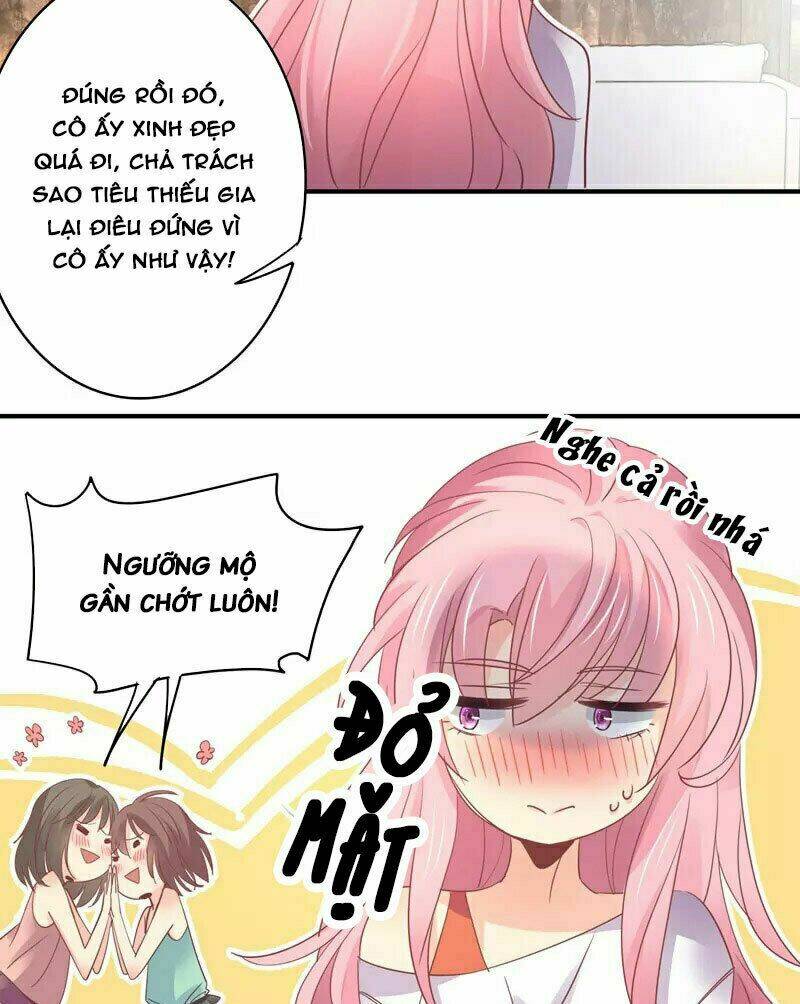 ĐÚNG RỒI ĐÓ,
CÔ ẤY XINH ĐẸP
QUÁ ĐI, CHẢ TRÁCH
SAO TIÊU THIẾU GIA
LẠI ĐIÊU ĐỨNG VÌ
CÔ ẤY NHƯ VẬY!
Nghe cả rồi nhá
NGƯỠNG MỘ
GẦN CHỚT LUÔN!
ĐỎ
MẶT